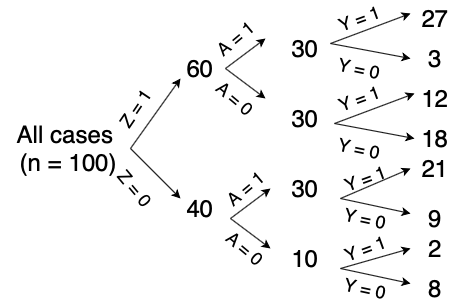 Y = 1
27
A = 1
30
Y = 0
3
60
Z = 1
A = 0
30
Y = 1
12
Y = 0
18
All cases
(n = 100)
Z = 0
40
A = 1
30
Y = 1
21
Y = 0
9
A = 0
10
Y = 1
2
Y = 0
8